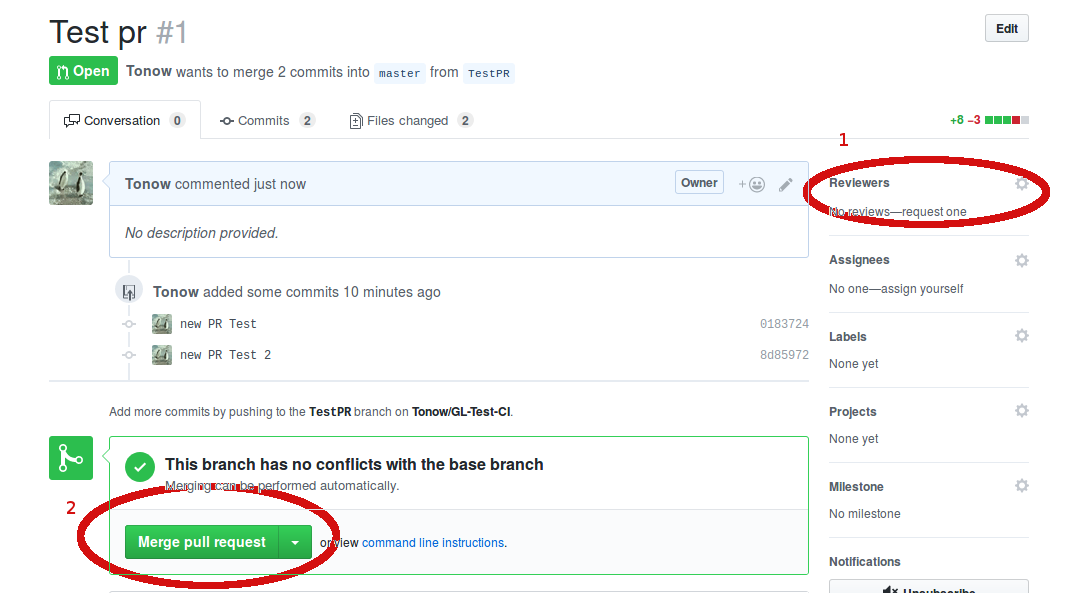 Test pr #1
Edit
Open Tonow wants to merge 2 commits into master from TestPR
Conversation 0 Commits 2 Files changed 2 +8 −3
1
Tonow commented just now Owner +
No description provided.
Tonow added some commits 10 minutes ago
new PR Test 0183724
new PR Test 2 8d85972
Add more commits by pushing to the TestPR branch on Tonow/GL-Test-CI.
This branch has no conflicts with the base branch
Merging can be performed automatically.
2
Merge pull request or view command line instructions.
Reviewers
No reviews—request one
Assignees
No one—assign yourself
Labels
None yet
Projects
None yet
Milestone
No milestone
Notifications
Unsubscribe